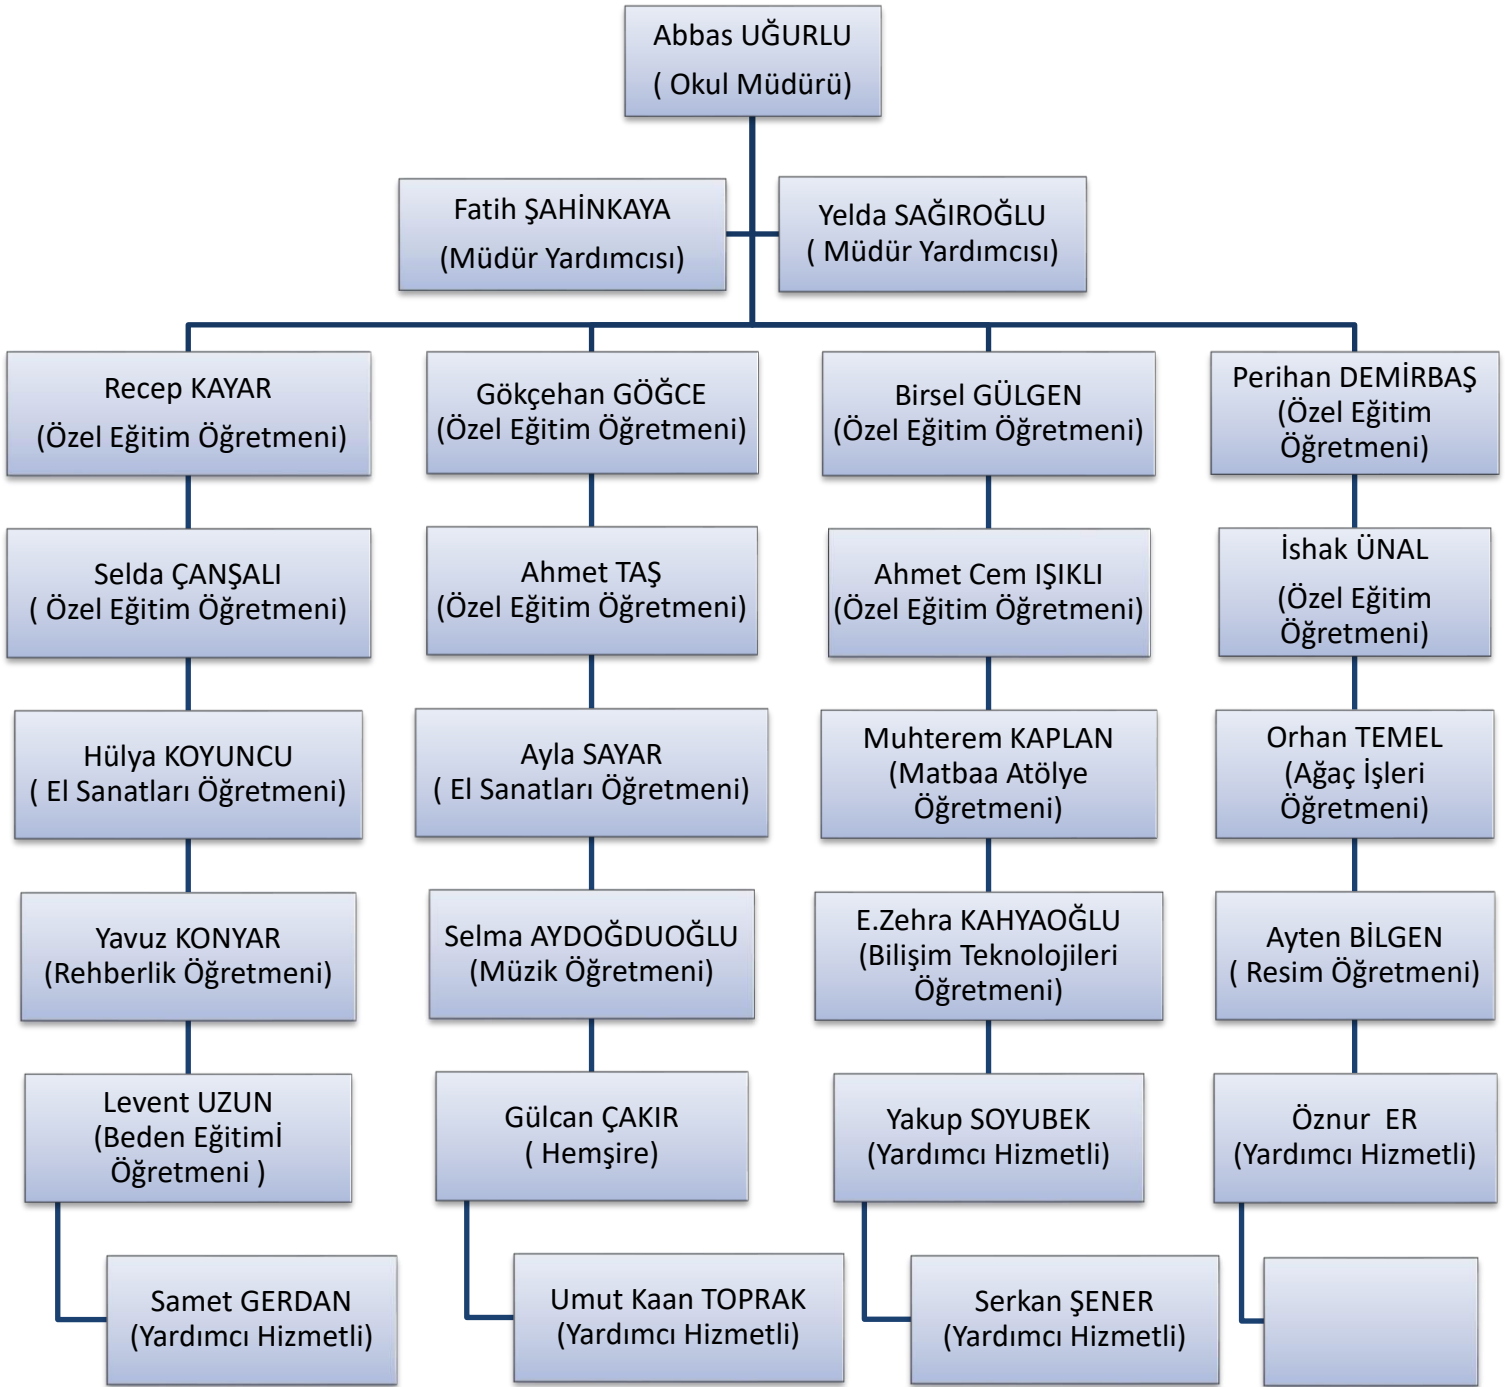 Abbas UĞURLU
( Okul Müdürü)
Fatih ŞAHİNKAYA
(Müdür Yardımcısı)
Yelda SAĞIROĞLU
( Müdür Yardımcısı)
Recep KAYAR
(Özel Eğitim Öğretmeni)
Gökçehan GÖĞCE
(Özel Eğitim Öğretmeni)
Birsel GÜLGEN
(Özel Eğitim Öğretmeni)
Perihan DEMİRBAŞ
(Özel Eğitim
Öğretmeni)
Selda ÇANŞALI
( Özel Eğitim Öğretmeni)
Ahmet TAŞ
(Özel Eğitim Öğretmeni)
Ahmet Cem IŞIKLI
(Özel Eğitim Öğretmeni)
İshak ÜNAL
(Özel Eğitim
Öğretmeni)
Hülya KOYUNCU
( El Sanatları Öğretmeni)
Ayla SAYAR
( El Sanatları Öğretmeni)
Muhterem KAPLAN
(Matbaa Atölye
Öğretmeni)
Orhan TEMEL
(Ağaç İşleri
Öğretmeni)
Yavuz KONYAR
(Rehberlik Öğretmeni)
Selma AYDOĞDUOĞLU
(Müzik Öğretmeni)
E.Zehra KAHYAOĞLU
(Bilişim Teknolojileri
Öğretmeni)
Ayten BİLGEN
( Resim Öğretmeni)
Levent UZUN
(Beden Eğitimİ
Öğretmeni )
Gülcan ÇAKIR
( Hemşire)
Yakup SOYUBEK
(Yardımcı Hizmetli)
Öznur  ER
(Yardımcı Hizmetli)
Samet GERDAN
(Yardımcı Hizmetli)
Umut Kaan TOPRAK
(Yardımcı Hizmetli)
Serkan ŞENER
(Yardımcı Hizmetli)